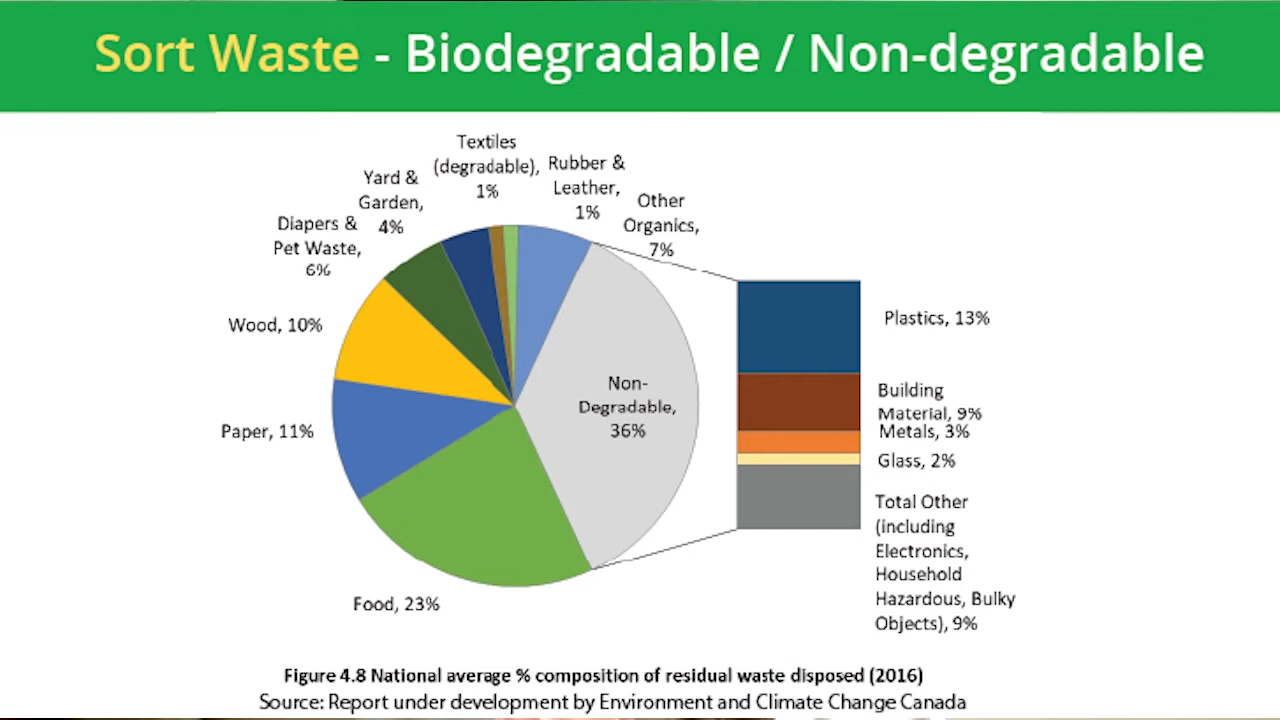 Sort Waste - Biodegradable / Non-degradable
Textiles
(degradable),
1%
Rubber &
Leather,
1%
Yard &
Garden,
4%
Other
Organics,
7%
Diapers &
Pet Waste,
6%
Wood, 10%
Paper, 11%
Food, 23%
Non-
Degradable,
36%
Plastics, 13%
Building
Material, 9%
Metals, 3%
Glass, 2%
Total Other
(including
Electronics,
Household
Hazardous, Bulky
Objects), 9%
Figure 4.8 National average % composition of residual waste disposed (2016)
Source: Report under development by Environment and Climate Change Canada